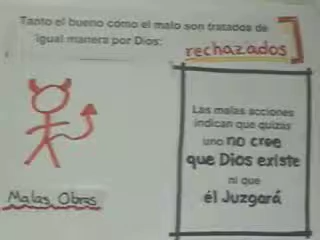 Tanto el bueno como el malo son tratados de
igual manera por Dios:
rechazados
Las malas acciones
indican que quizás
uno no cree
que Dios existe
ni que
él Juzgará
Malas Obras